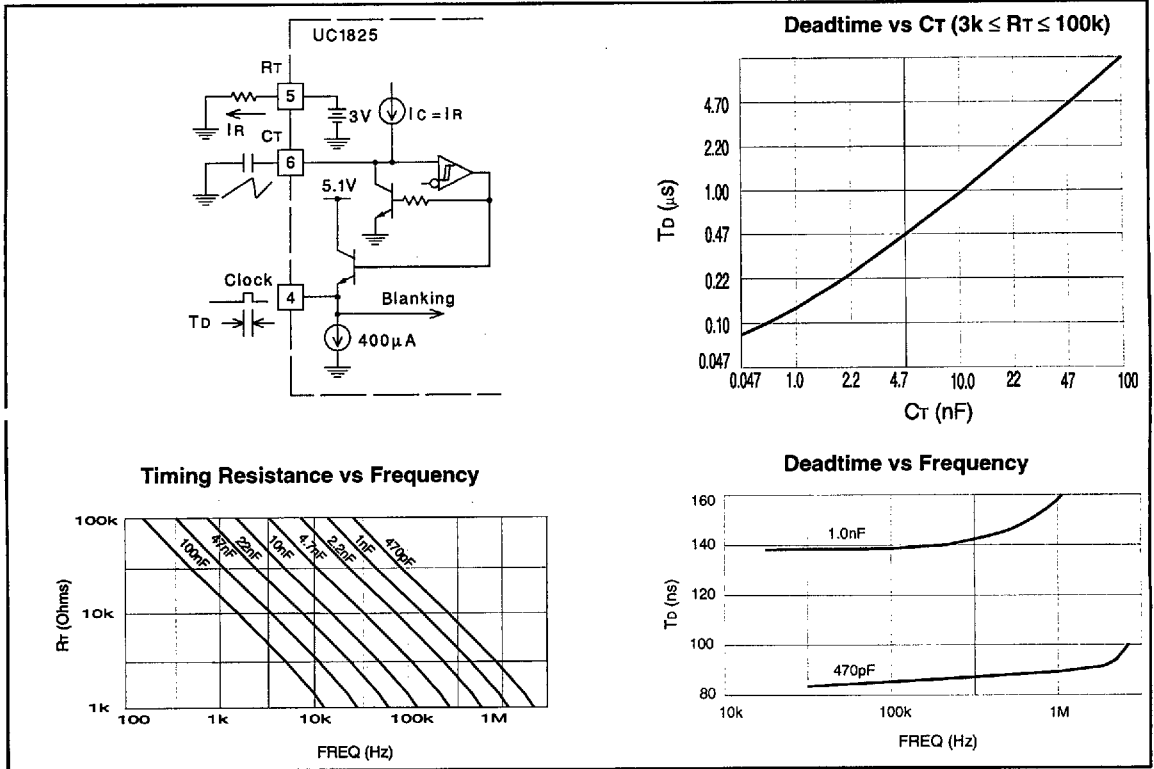 UC1825
RT
5
IR
3V
IC = IR
CT
6
5.1V
Clock
4
Blanking
TD
400µA
Deadtime vs CT (3k ≤ RT ≤ 100k)
TD (µs)
4.70
2.20
1.00
0.47
0.22
0.10
0.047
0.047 1.0 2.2 4.7 10.0 22 47 100
CT (nF)
Timing Resistance vs Frequency
RT (Ohms)
100k
10k
1k
100nF 47nF 22nF 10nF 4.7nF 2.2nF 1nF 470pF
100 1k 10k 100k 1M
FREQ (Hz)
Deadtime vs Frequency
TD (ns)
160
140
120
100
80
1.0nF
470pF
10k 100k 1M
FREQ (Hz)